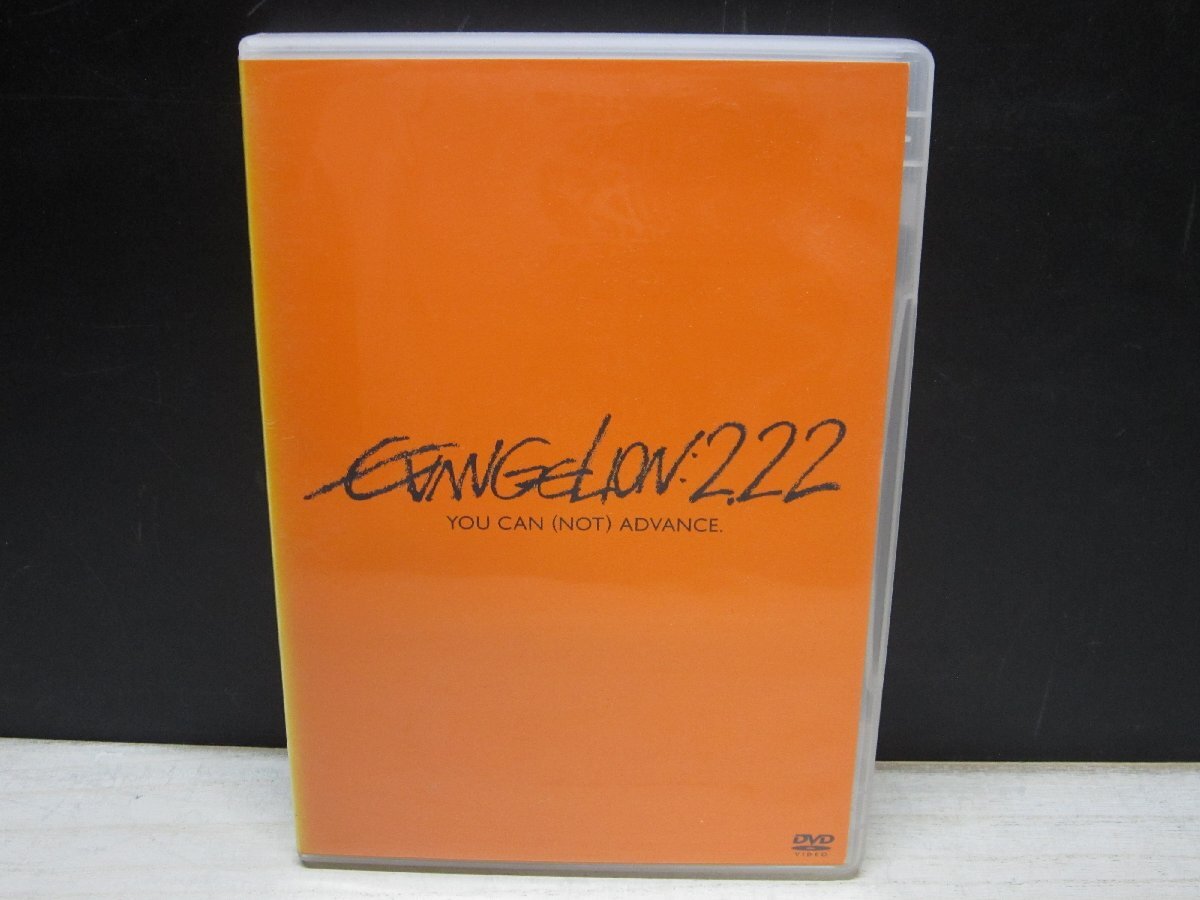 EVANGELION:2.22
YOU CAN (NOT) ADVANCE.
DVD
VIDEO